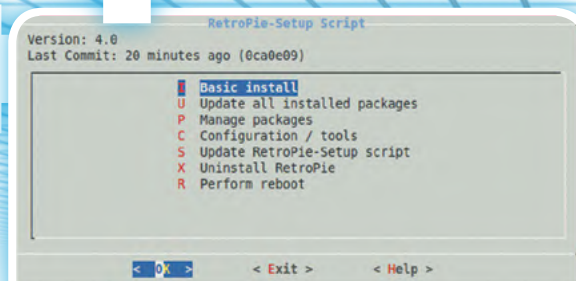 RetroPie-Setup Script
Version: 4.0
Last Commit: 20 minutes ago (0ca0e09)
I Basic install
U Update all installed packages
P Manage packages
C Configuration / tools
S Update RetroPie-Setup script
X Uninstall RetroPie
R Perform reboot
< OK > < Exit > < Help >